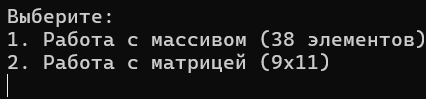 Выберите:
1. Работа с массивом (38 элементов)
2. Работа с матрицей (9x11)